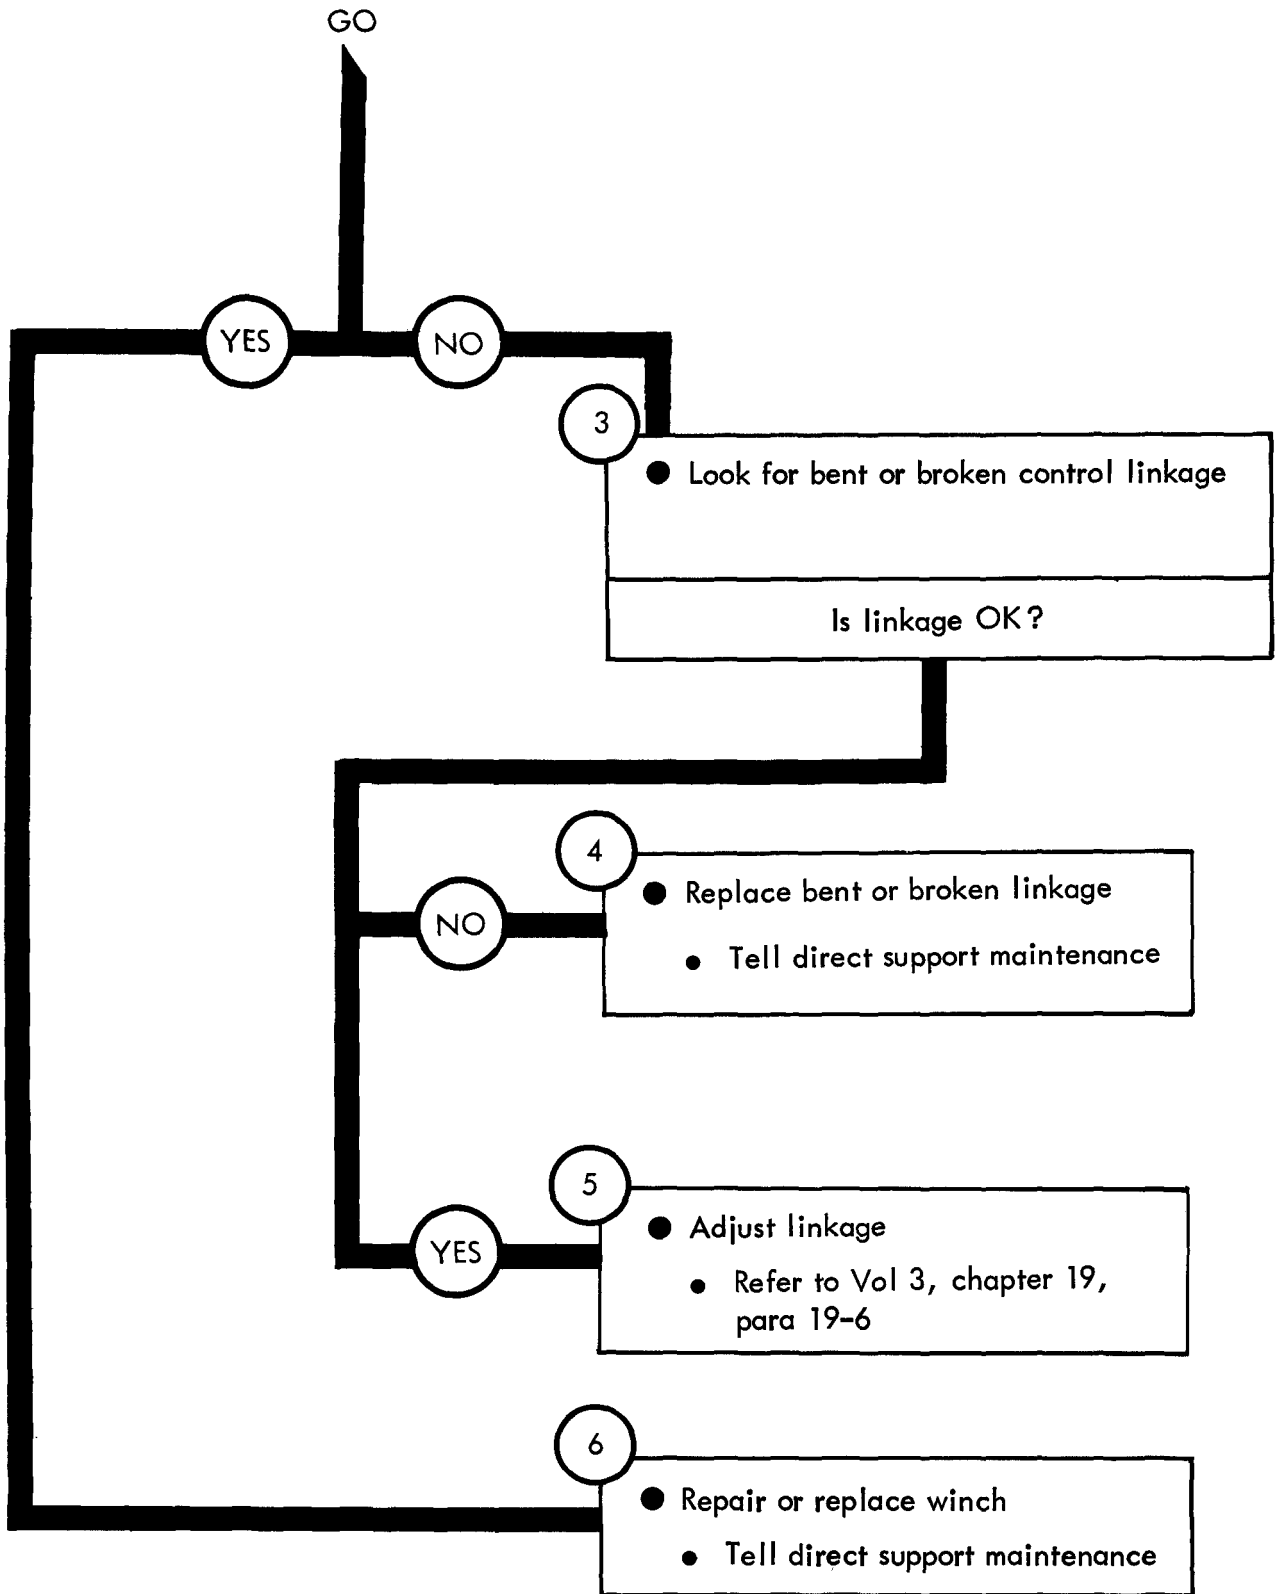 GO
YES
NO
3
● Look for bent or broken control linkage
Is linkage OK?
4
● Replace bent or broken linkage
● Tell direct support maintenance
NO
5
● Adjust linkage
● Refer to Vol 3, chapter 19,
para 19-6
YES
6
● Repair or replace winch
● Tell direct support maintenance